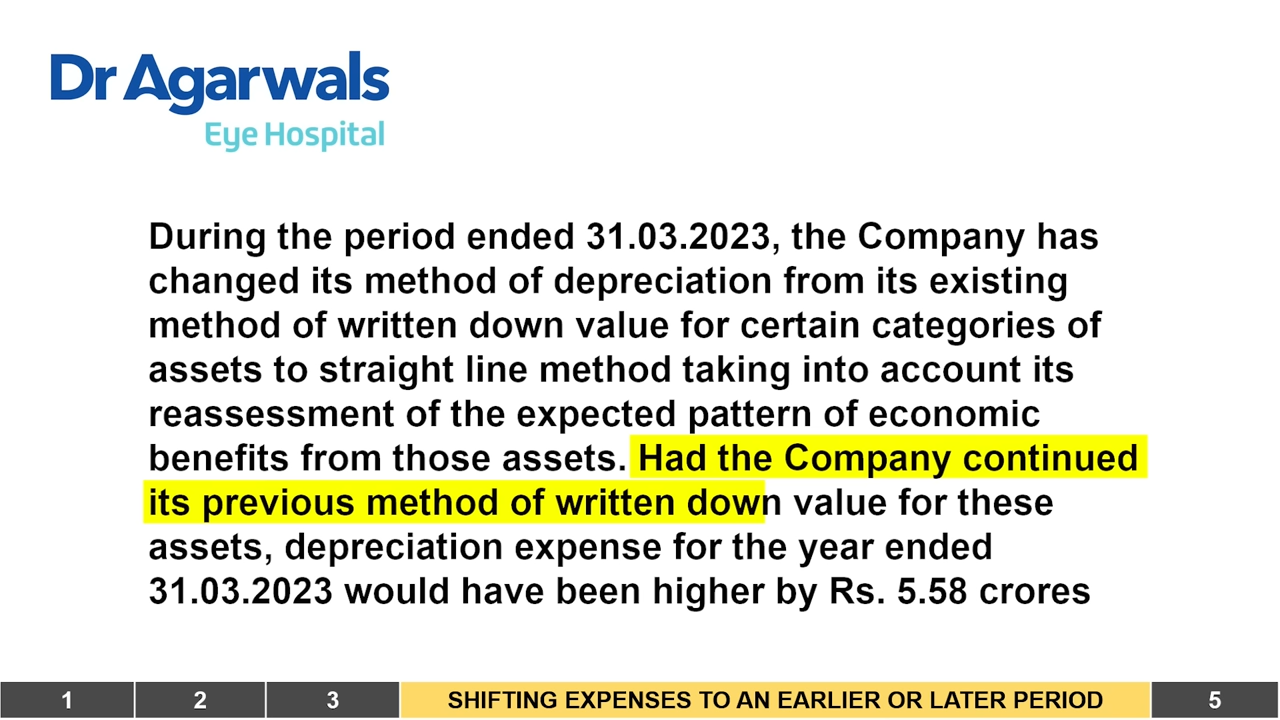 Dr Agarwals
Eye Hospital
During the period ended 31.03.2023, the Company has
changed its method of depreciation from its existing
method of written down value for certain categories of
assets to straight line method taking into account its
reassessment of the expected pattern of economic
benefits from those assets. Had the Company continued
its previous method of written down value for these
assets, depreciation expense for the year ended
31.03.2023 would have been higher by Rs. 5.58 crores
1 2 3 SHIFTING EXPENSES TO AN EARLIER OR LATER PERIOD 5